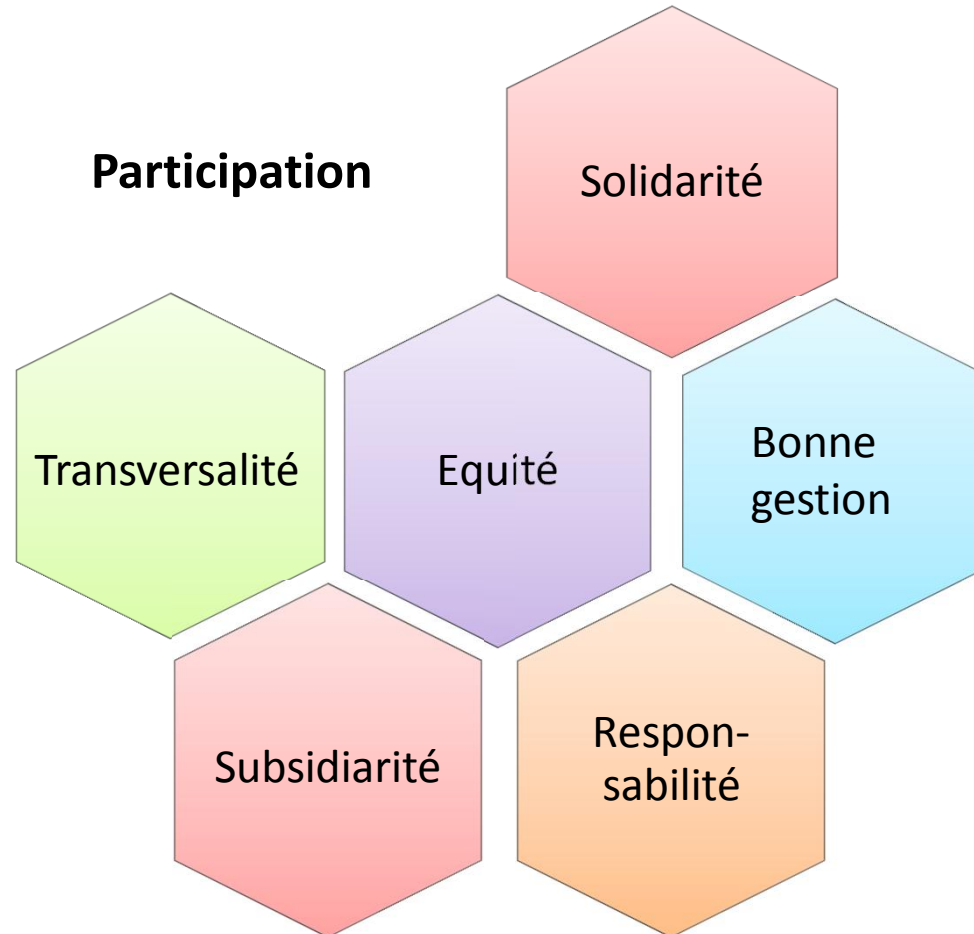 Participation
Solidarité
Transversalité
Equité
Bonne
gestion
Subsidiarité
Respon-
sabilité